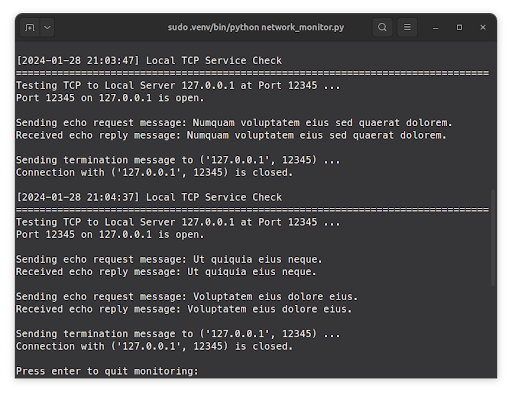 sudo .venv/bin/python network_monitor.py
[2024-01-28 21:03:47] Local TCP Service Check
================================================================================
Testing TCP to Local Server 127.0.0.1 at Port 12345 ...
Port 12345 on 127.0.0.1 is open.
Sending echo request message: Numquam voluptatem eius sed quaerat dolorem.
Received echo reply message: Numquam voluptatem eius sed quaerat dolorem.
Sending termination message to ('127.0.0.1', 12345) ...
Connection with ('127.0.0.1', 12345) is closed.
[2024-01-28 21:04:37] Local TCP Service Check
================================================================================
Testing TCP to Local Server 127.0.0.1 at Port 12345 ...
Port 12345 on 127.0.0.1 is open.
Sending echo request message: Ut quiquia eius neque.
Received echo reply message: Ut quiquia eius neque.
Sending echo request message: Voluptatem eius dolore eius.
Received echo reply message: Voluptatem eius dolore eius.
Sending termination message to ('127.0.0.1', 12345) ...
Connection with ('127.0.0.1', 12345) is closed.
Press enter to quit monitoring: